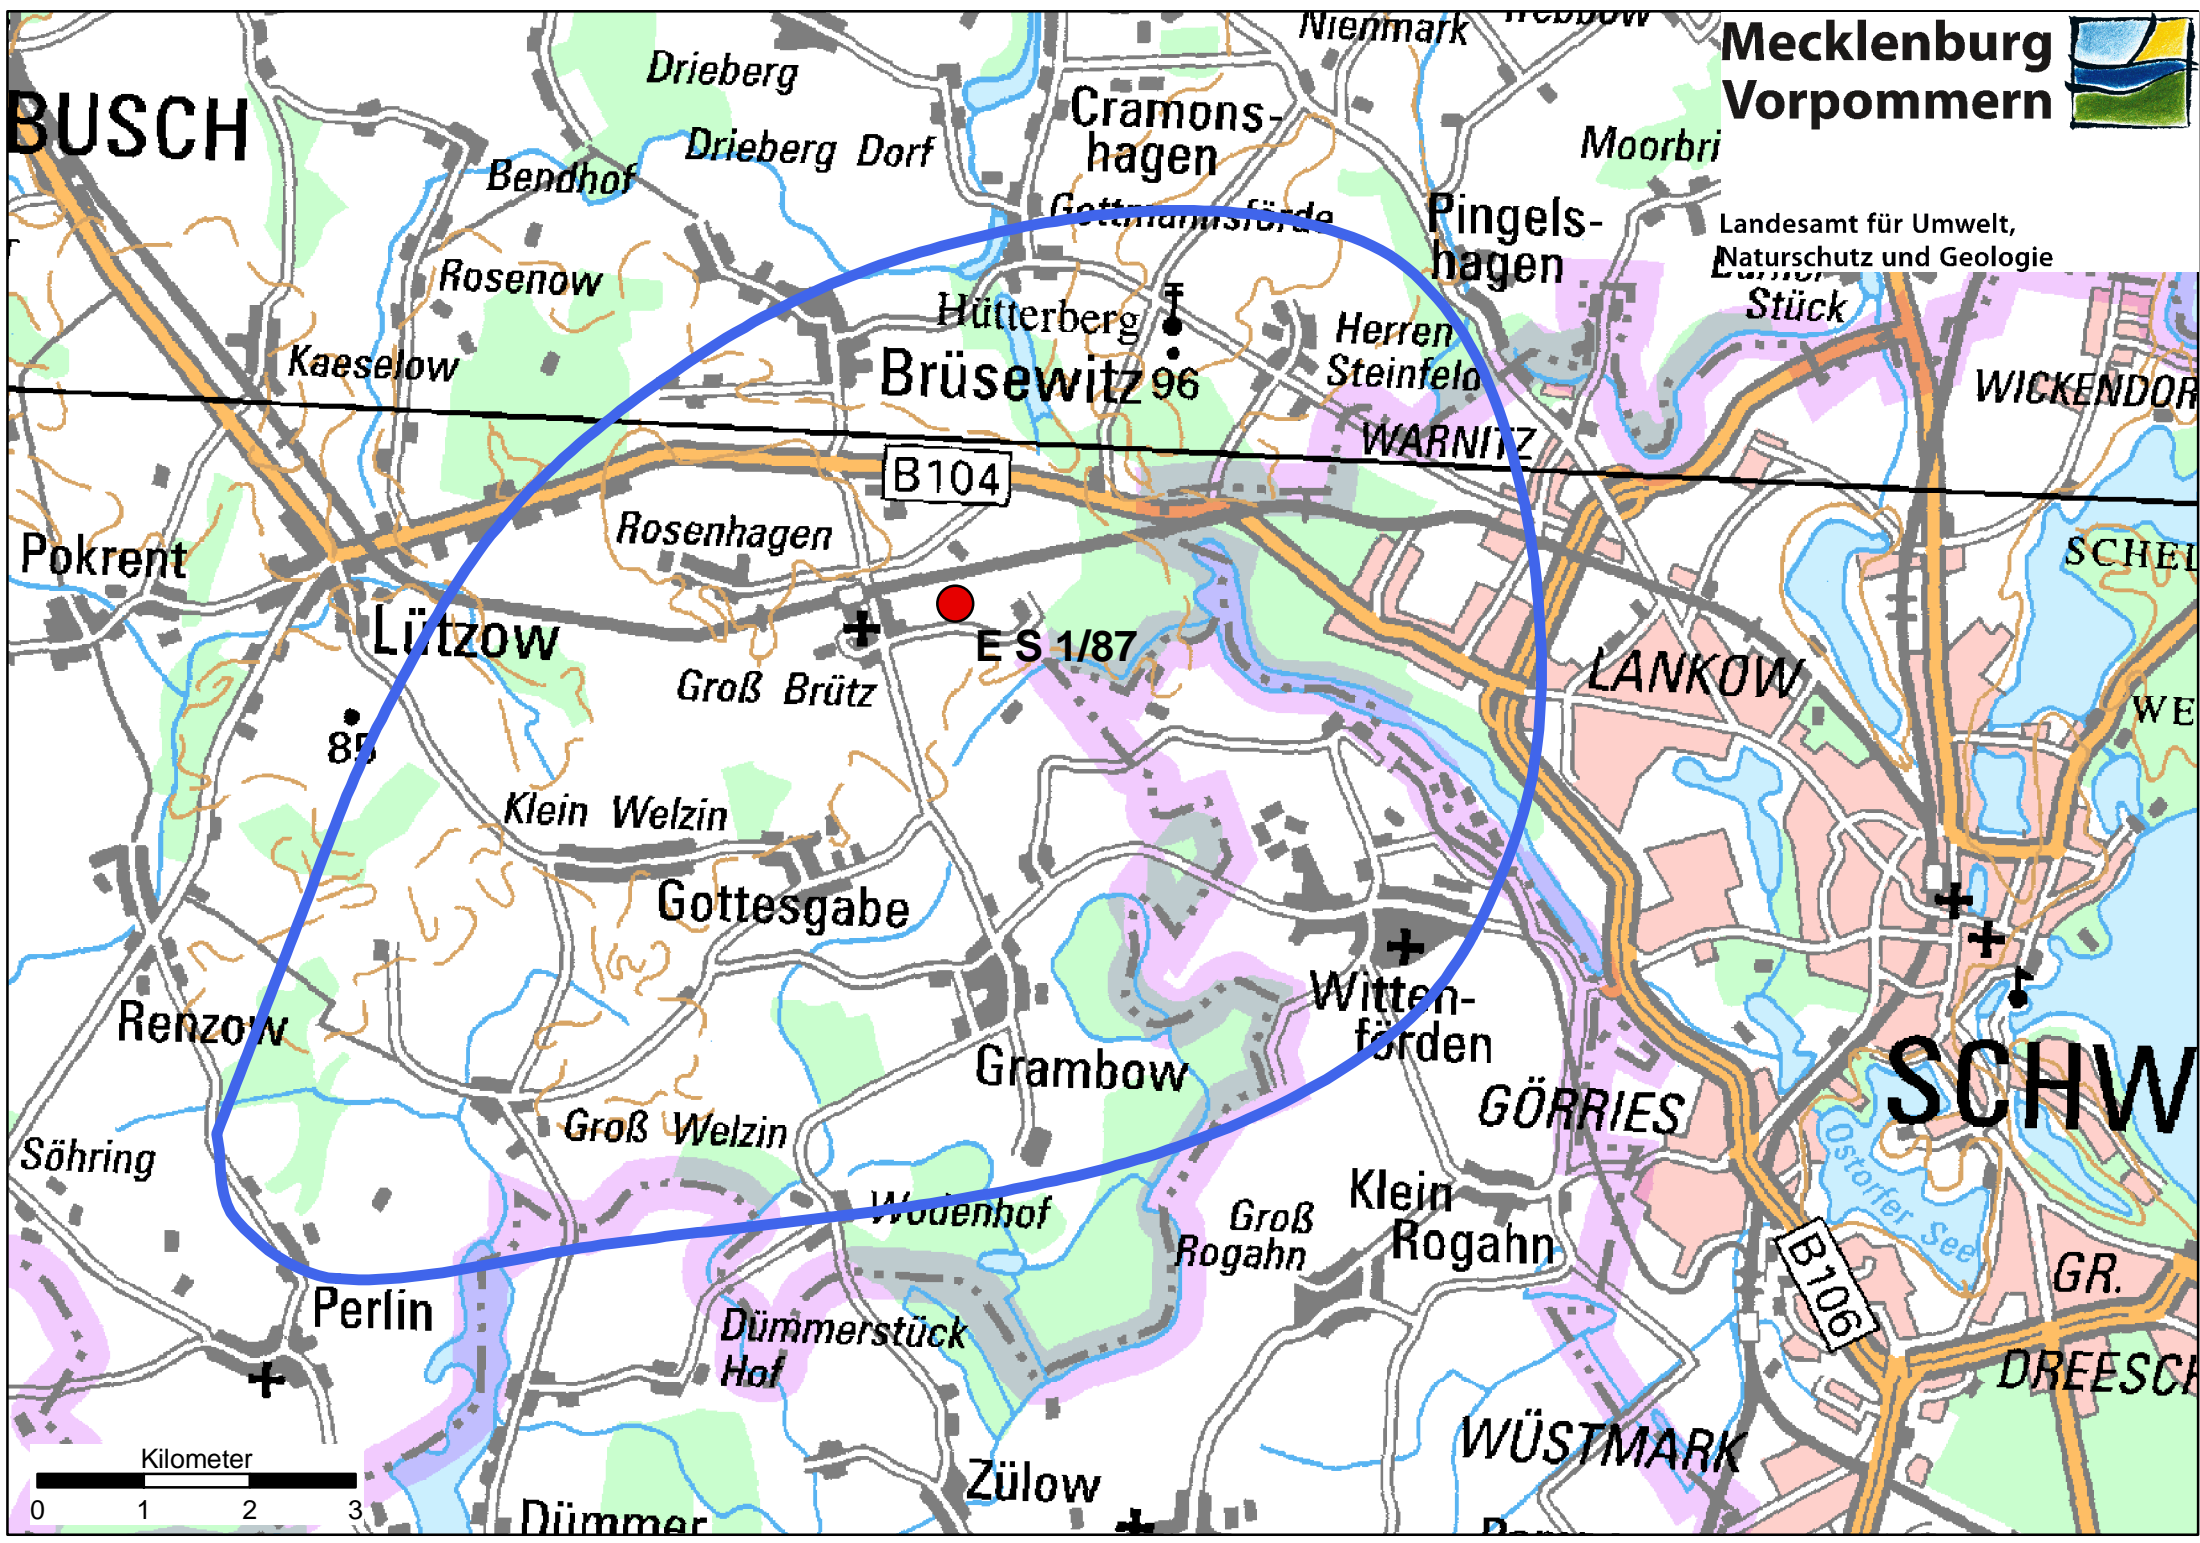 Nienmark
Mecklenburg
Vorpommern
Drieberg
BUSCH
Cramons-
hagen
Drieberg Dorf
Moorbri
Bendhof
Gottmannsförde
Pingels-
hagen
Landesamt für Umwelt,
Naturschutz und Geologie
Rosenow
Stück
Hütterberg
Herren
Steinfeld
Kaeselow
Brüsewitz
96
WICKENDOR
WARNITZ
B104
Rosenhagen
Pokrent
SCHEL
Lützow
E S 1/87
LANKOW
Groß Brütz
WE
85
Klein Welzin
Gottesgabe
Witten-
förden
Renzow
Grambow
SCHW
GÖRRIES
Groß Welzin
Söhring
Ostorfer See
Klein
Rogahn
Wodenhof
Groß
Rogahn
B106
GR.
Perlin
Dümmerstück
Hof
DREESCH
WÜSTMARK
Kilometer
0 1 2 3
Zülow
Dümmer